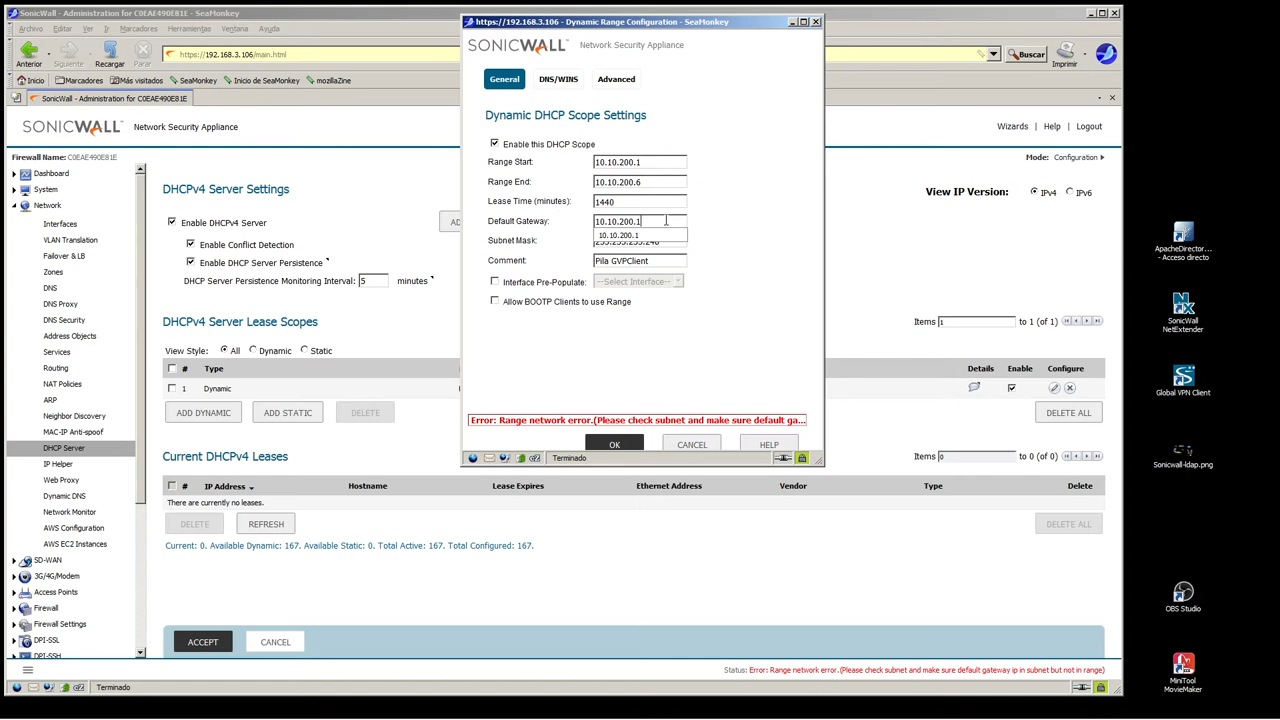 SonicWall - Administration for C0EAE490E81E - SeaMonkey
Archivo Editar Ver Ir Marcadores Herramientas Ventana Ayuda
Anterior Siguiente Recargar Parar https://192.168.3.106/main.html Buscar Imprimir
Inicio Marcadores Más visitados SeaMonkey Inicio de SeaMonkey mozillaZine
SonicWall - Administration for C0EAE490E81E
SONICWALL Network Security Appliance
Wizards | Help | Logout
Firewall Name: C0EAE490E81E
Mode: Configuration
Dashboard
System
Network
Interfaces
PortShield Groups
Failover & LB
Zones
DNS
DNS Proxy
DNS Security
Address Objects
Services
Routing
NAT Policies
ARP
Neighbor Discovery
MAC-IP Anti-spoof
DHCP Server
IP Helper
Web Proxy
Dynamic DNS
Network Monitor
AWS Configuration
AWS EC2 Instances
SD-WAN
3G/4G/Modem
Access Points
Firewall
Firewall Settings
DPI-SSL
DPI-SSH
DHCPv4 Server Settings
View IP Version: IPv4 IPv6
Enable DHCPv4 Server
Enable Conflict Detection
Enable DHCP Server Persistence
DHCP Server Persistence Monitoring Interval: 5 minutes
DHCPv4 Server Lease Scopes
Items 1 to 1 (of 1)
View Style: All Dynamic Static
# Type Details Enable Configure
1 Dynamic
ADD DYNAMIC ADD STATIC DELETE DELETE ALL
Current DHCPv4 Leases
Items 0 to 0 (of 0)
# IP Address Hostname Lease Expires Ethernet Address Vendor Type Delete
There are currently no leases.
DELETE REFRESH DELETE ALL
Current: 0. Available Dynamic: 167. Available Static: 0. Total Active: 167. Total Configured: 167.
ACCEPT CANCEL
Status: Error: Range network error.(Please check subnet and make sure default gateway ip in subnet but not in range)
Terminado
https://192.168.3.106 - Dynamic Range Configuration - SeaMonkey
SONICWALL Network Security Appliance
General DNS/WINS Advanced
Dynamic DHCP Scope Settings
Enable this DHCP Scope
Range Start: 10.10.200.1
Range End: 10.10.200.6
Lease Time (minutes): 1440
Default Gateway: 10.10.200.1
10.10.200.1
Subnet Mask: 255.255.255.248
Comment: Pila GVPClient
Interface Pre-Populate: --Select Interface--
Allow BOOTP Clients to use Range
Error: Range network error.(Please check subnet and make sure default ga...
OK CANCEL HELP
Terminado
ApacheDirector...
- Acceso directo
SonicWall
NetExtender
Global VPN Client
Sonicwall-ldap.png
OBS Studio
MiniTool
MovieMaker